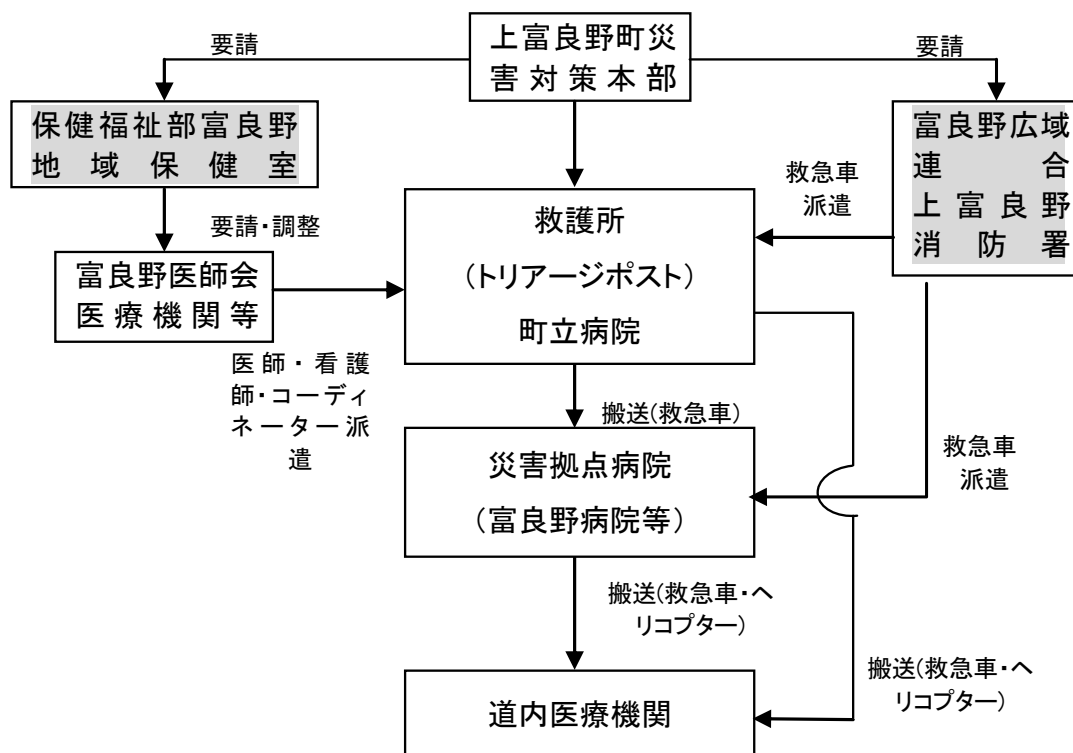 上富良野町災
害対策本部
要請
要請
保健福祉部富良野
地域保健室
富良野広域
連合
上富良野
消防署
救急車
派遣
要請・調整
救護所
(トリアージポスト)
町立病院
富良野医師会
医療機関等
医師・看護
師・コーディ
ネーター派
遣
搬送(救急車)
災害拠点病院
(富良野病院等)
救急車
派遣
搬送(救急車・ヘ
リコプター)
搬送(救急車・ヘ
リコプター)
道内医療機関